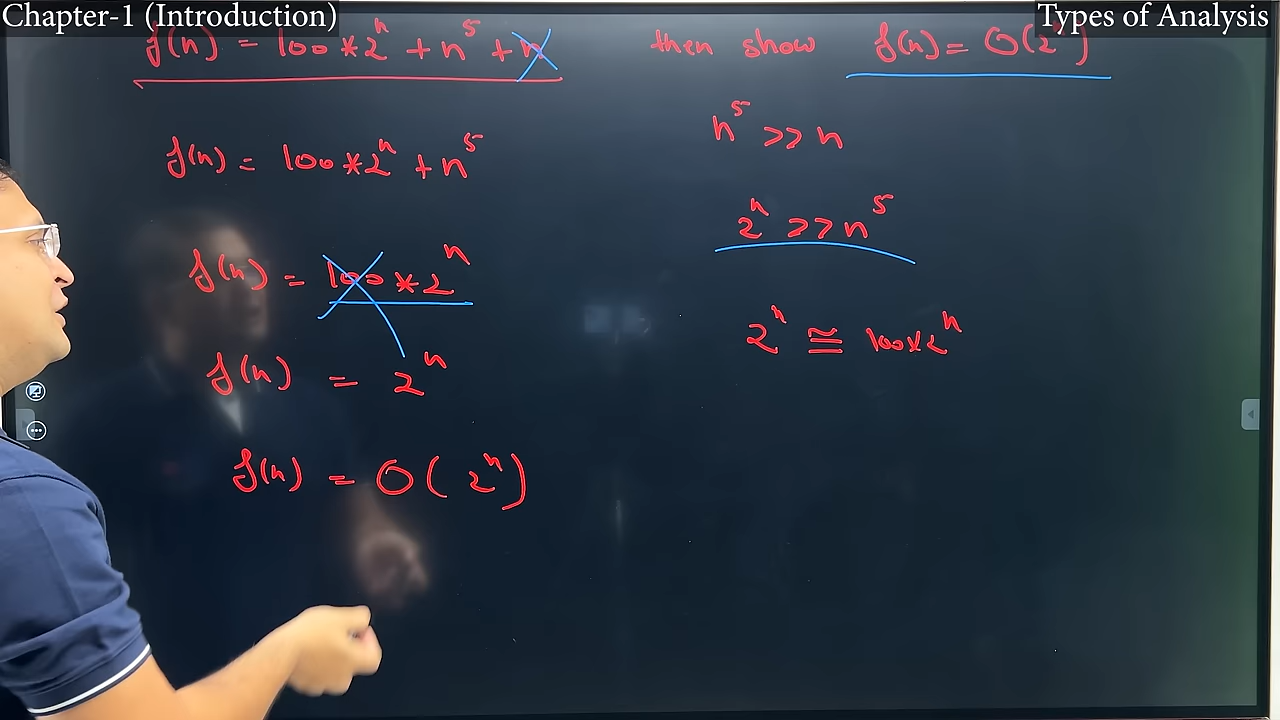 Chapter-1 (Introduction)
Types of Analysis
f(n) = 100*2^n + n^5 + n then show f(n) = O(2^n)
f(n) = 100*2^n + n^5
n^5 >> n
2^n >> n^5
f(n) = 100*2^n
2^n ≅ 100*2^n
f(n) = 2^n
f(n) = O(2^n)